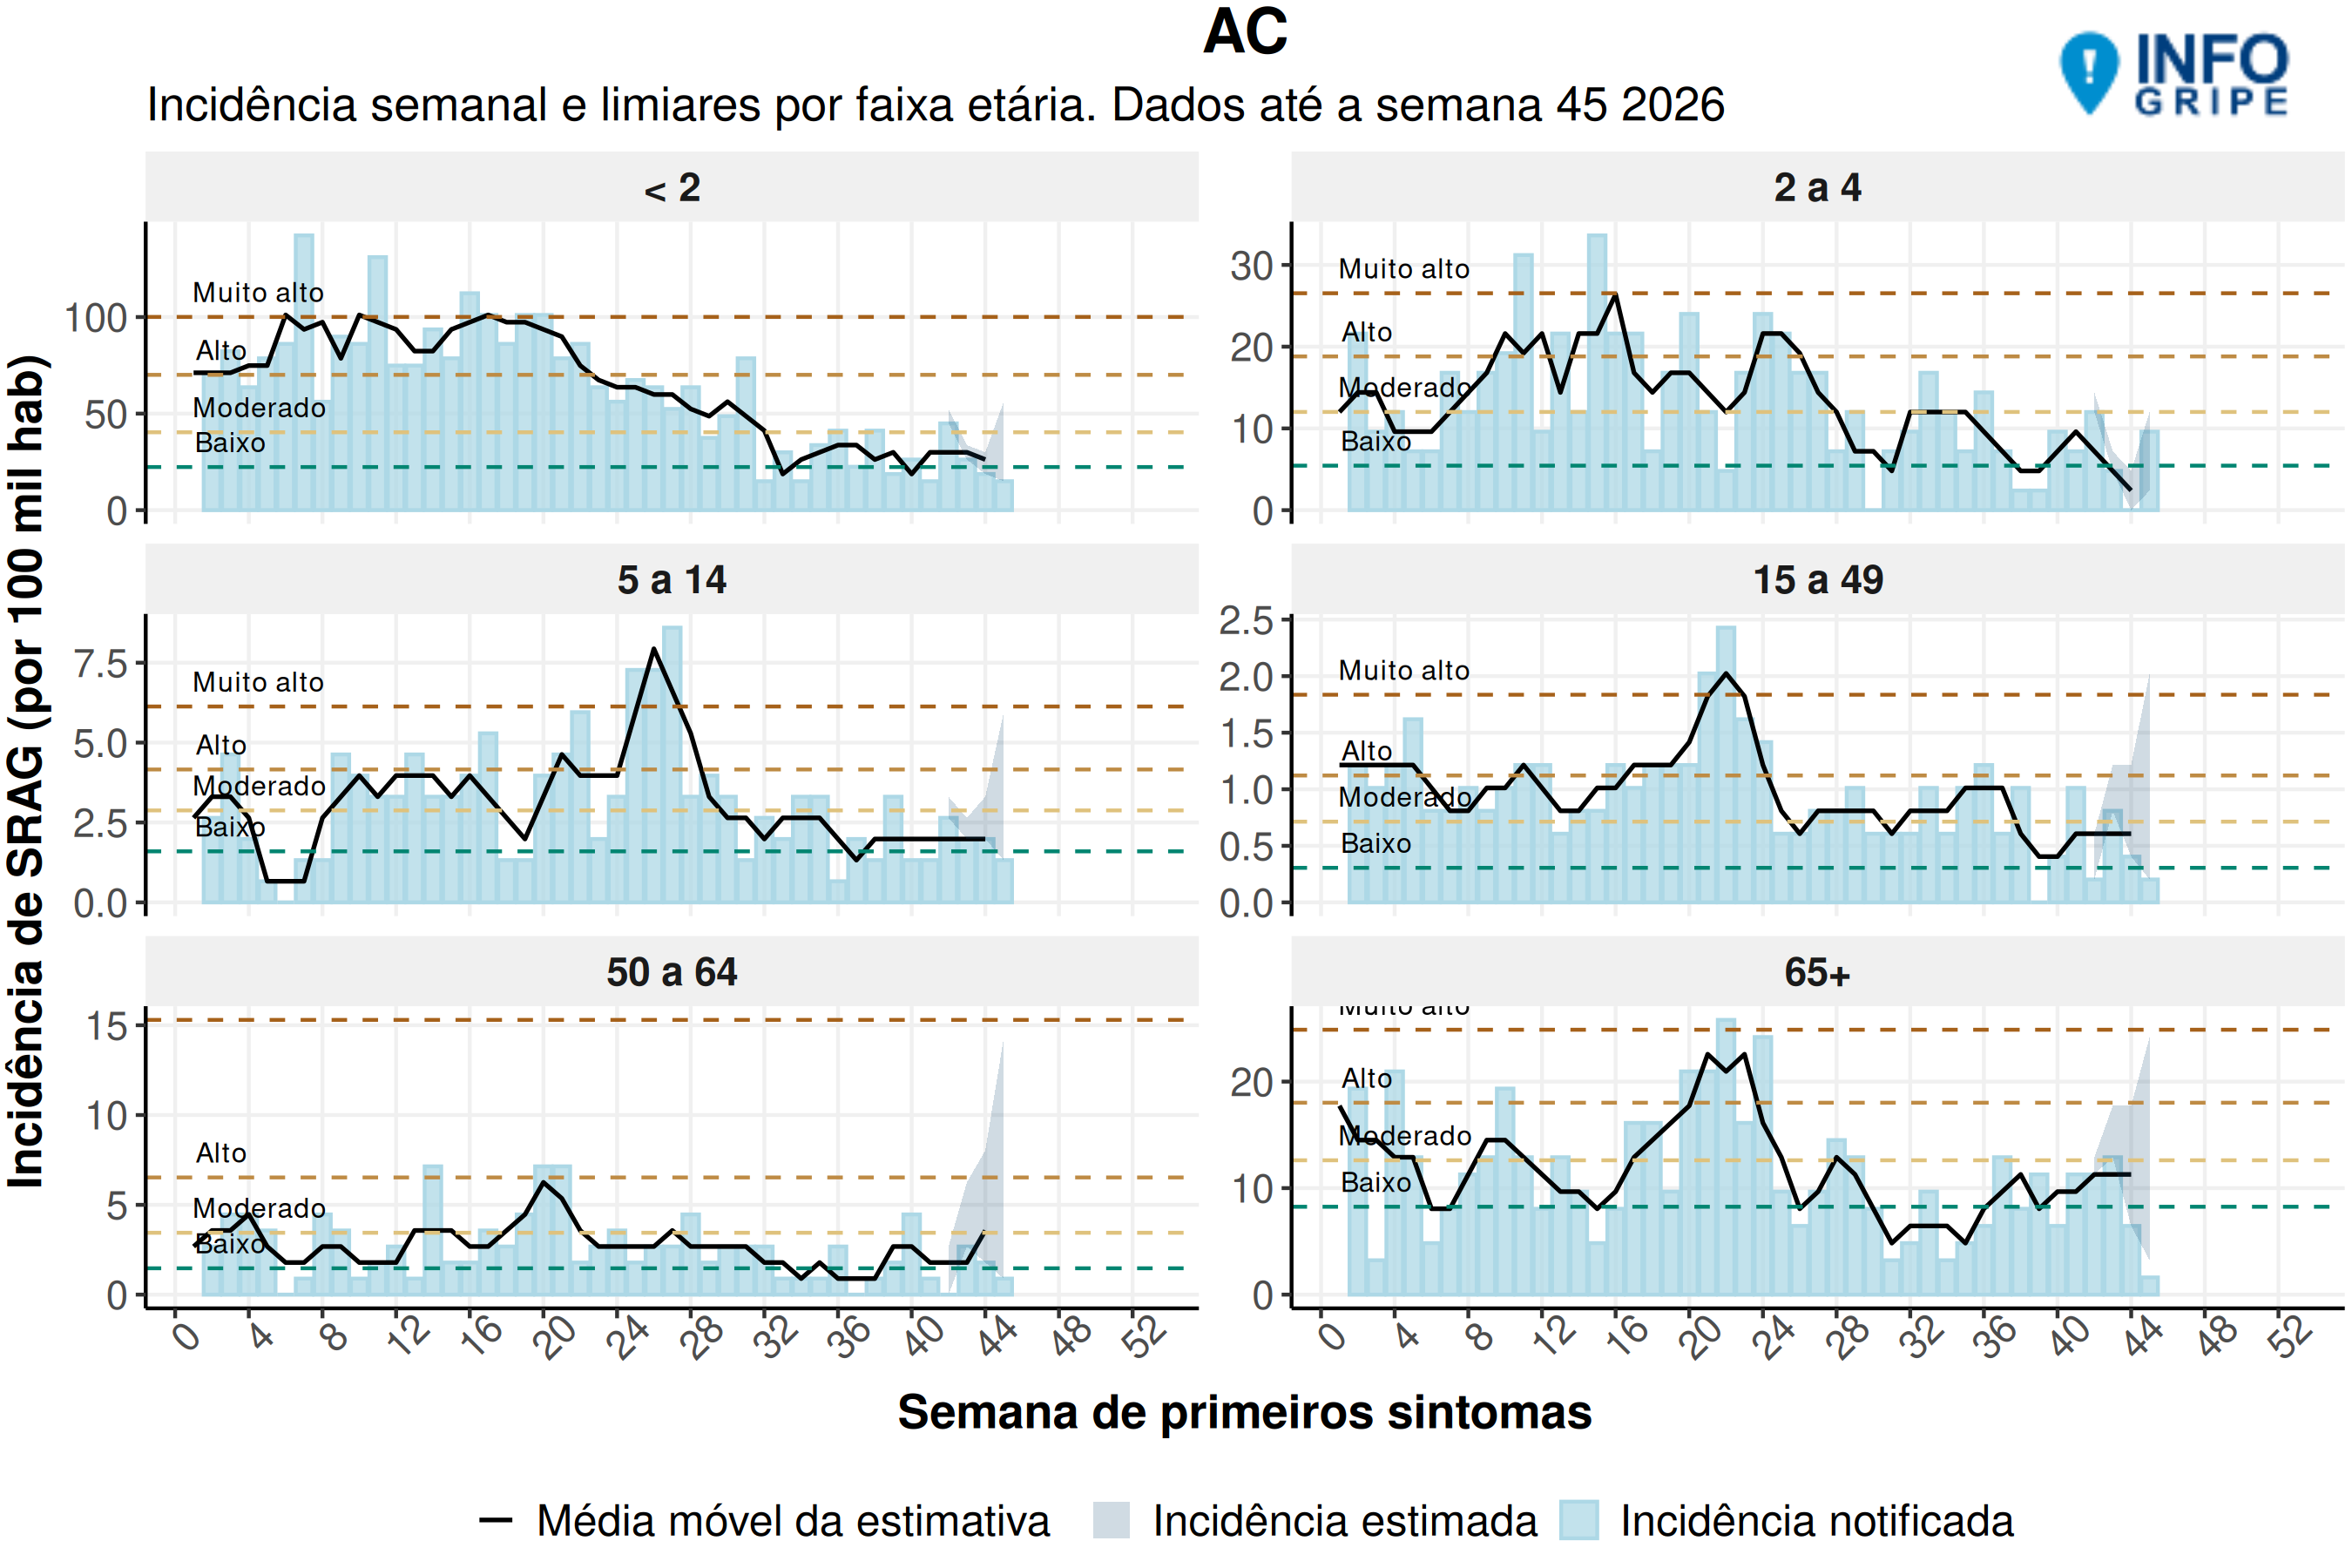 AC
INFO
GRIPE
Incidência semanal e limiares por faixa etária. Dados até a semana 45 2026
Incidência de SRAG (por 100 mil hab)
< 2
Muito alto
Alto
Moderado
Baixo
100
50
0
2 a 4
Muito alto
Alto
Moderado
Baixo
30
20
10
0
5 a 14
Muito alto
Alto
Moderado
Baixo
7.5
5.0
2.5
0.0
15 a 49
Muito alto
Alto
Moderado
Baixo
2.5
2.0
1.5
1.0
0.5
0.0
50 a 64
Alto
Moderado
Baixo
15
10
5
0
65+
Muito alto
Alto
Moderado
Baixo
20
10
0
0 4 8 12 16 20 24 28 32 36 40 44 48 52
0 4 8 12 16 20 24 28 32 36 40 44 48 52
Semana de primeiros sintomas
Média móvel da estimativa Incidência estimada Incidência notificada